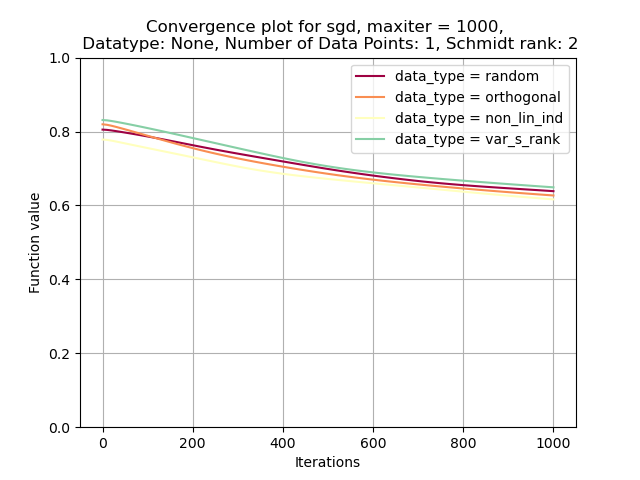 Convergence plot for sgd, maxiter = 1000,
Datatype: None, Number of Data Points: 1, Schmidt rank: 2
data_type = random
data_type = orthogonal
data_type = non_lin_ind
data_type = var_s_rank
Function value
1.0
0.8
0.6
0.4
0.2
0.0
0 200 400 600 800 1000
Iterations